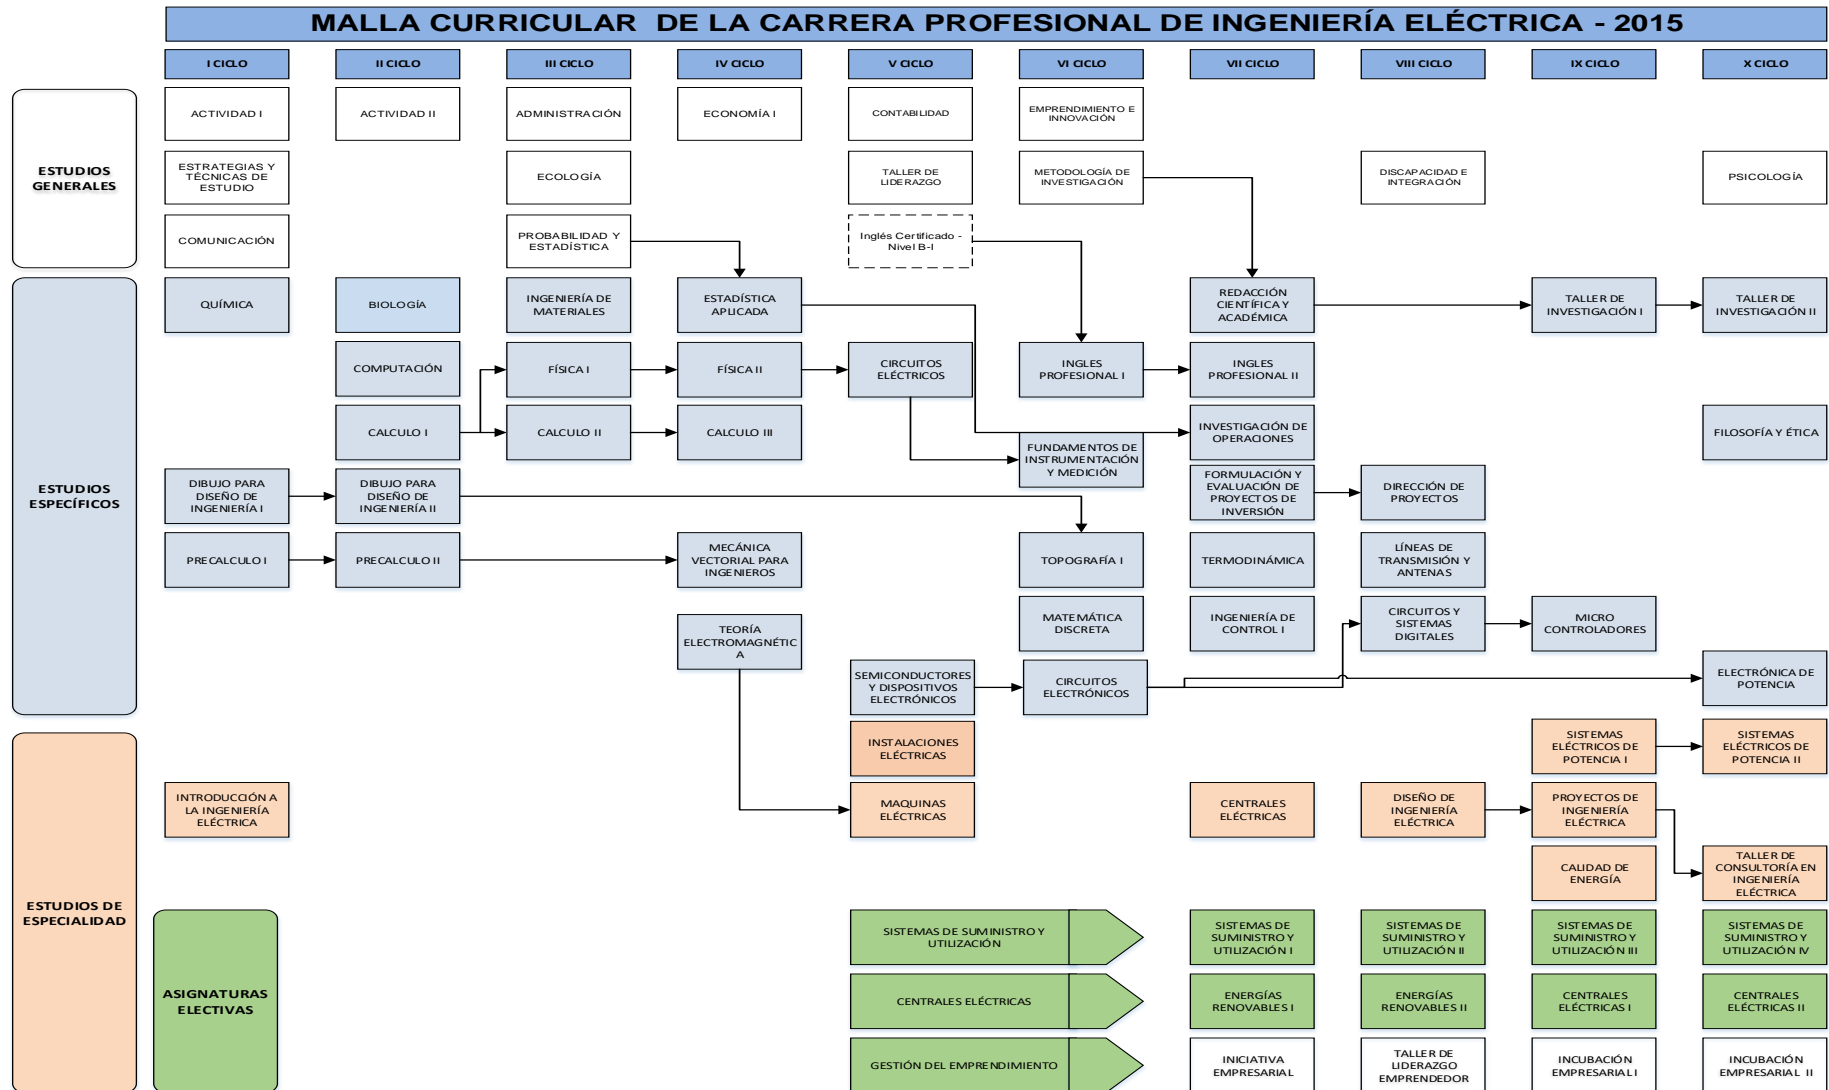 MALLA CURRICULAR DE LA CARRERA PROFESIONAL DE INGENIERÍA ELÉCTRICA - 2015
I CICLO
II CICLO
III CICLO
IV CICLO
V CICLO
VI CICLO
VII CICLO
VIII CICLO
IX CICLO
X CICLO
ESTUDIOS
GENERALES
ACTIVIDAD I
ACTIVIDAD II
ADMINISTRACIÓN
ECONOMÍA I
CONTABILIDAD
EMPRENDIMIENTO E
INNOVACIÓN
ESTRATEGIAS Y
TÉCNICAS DE
ESTUDIO
ECOLOGÍA
TALLER DE
LIDERAZGO
METODOLOGÍA DE
INVESTIGACIÓN
DISCAPACIDAD E
INTEGRACIÓN
PSICOLOGÍA
COMUNICACIÓN
PROBABILIDAD Y
ESTADÍSTICA
Inglés Certificado -
Nivel B-I
ESTUDIOS
ESPECÍFICOS
QUÍMICA
BIOLOGÍA
INGENIERÍA DE
MATERIALES
ESTADÍSTICA
APLICADA
REDACCIÓN
CIENTÍFICA Y
ACADÉMICA
TALLER DE
INVESTIGACIÓN I
TALLER DE
INVESTIGACIÓN II
COMPUTACIÓN
FÍSICA I
FÍSICA II
CIRCUITOS
ELÉCTRICOS
INGLES
PROFESIONAL I
INGLES
PROFESIONAL II
CALCULO I
CALCULO II
CALCULO III
FUNDAMENTOS DE
INSTRUMENTACIÓN
Y MEDICIÓN
INVESTIGACIÓN DE
OPERACIONES
FILOSOFÍA Y ÉTICA
DIBUJO PARA
DISEÑO DE
INGENIERÍA I
DIBUJO PARA
DISEÑO DE
INGENIERÍA II
FORMULACIÓN Y
EVALUACIÓN DE
PROYECTOS DE
INVERSIÓN
DIRECCIÓN DE
PROYECTOS
PRECALCULO I
PRECALCULO II
MECÁNICA
VECTORIAL PARA
INGENIEROS
TOPOGRAFÍA I
TERMODINÁMICA
LÍNEAS DE
TRANSMISIÓN Y
ANTENAS
TEORÍA
ELECTROMAGNÉTIC
A
MATEMÁTICA
DISCRETA
INGENIERÍA DE
CONTROL I
CIRCUITOS Y
SISTEMAS
DIGITALES
MICRO
CONTROLADORES
SEMICONDUCTORES
Y DISPOSITIVOS
ELECTRÓNICOS
CIRCUITOS
ELECTRÓNICOS
ELECTRÓNICA DE
POTENCIA
ESTUDIOS DE
ESPECIALIDAD
INSTALACIONES
ELÉCTRICAS
SISTEMAS
ELÉCTRICOS DE
POTENCIA I
SISTEMAS
ELÉCTRICOS DE
POTENCIA II
INTRODUCCIÓN A
LA INGENIERÍA
ELÉCTRICA
MAQUINAS
ELÉCTRICAS
CENTRALES
ELÉCTRICAS
DISEÑO DE
INGENIERÍA
ELÉCTRICA
PROYECTOS DE
INGENIERÍA
ELÉCTRICA
CALIDAD DE
ENERGÍA
TALLER DE
CONSULTORÍA EN
INGENIERÍA
ELÉCTRICA
ASIGNATURAS
ELECTIVAS
SISTEMAS DE SUMINISTRO Y
UTILIZACIÓN
SISTEMAS DE
SUMINISTRO Y
UTILIZACIÓN I
SISTEMAS DE
SUMINISTRO Y
UTILIZACIÓN II
SISTEMAS DE
SUMINISTRO Y
UTILIZACIÓN III
SISTEMAS DE
SUMINISTRO Y
UTILIZACIÓN IV
CENTRALES ELÉCTRICAS
ENERGÍAS
RENOVABLES I
ENERGÍAS
RENOVABLES II
CENTRALES
ELÉCTRICAS I
CENTRALES
ELÉCTRICAS II
GESTIÓN DEL EMPRENDIMIENTO
INICIATIVA
EMPRESARIAL
TALLER DE
LIDERAZGO
EMPRENDEDOR
INCUBACIÓN
EMPRESARIAL I
INCUBACIÓN
EMPRESARIAL II